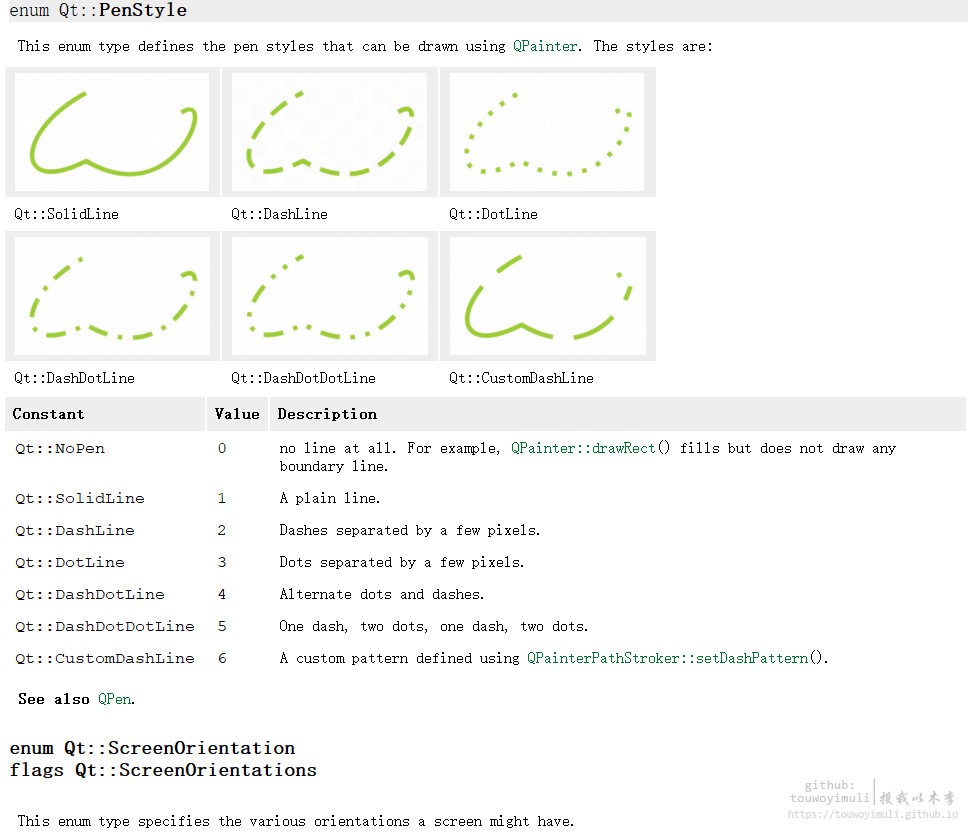 enum Qt::PenStyle
This enum type defines the pen styles that can be drawn using QPainter. The styles are:
Qt::SolidLine Qt::DashLine Qt::DotLine
Qt::DashDotLine Qt::DashDotDotLine Qt::CustomDashLine
Constant Value Description
Qt::NoPen 0 no line at all. For example, QPainter::drawRect() fills but does not draw any
boundary line.
Qt::SolidLine 1 A plain line.
Qt::DashLine 2 Dashes separated by a few pixels.
Qt::DotLine 3 Dots separated by a few pixels.
Qt::DashDotLine 4 Alternate dots and dashes.
Qt::DashDotDotLine 5 One dash, two dots, one dash, two dots.
Qt::CustomDashLine 6 A custom pattern defined using QPainterPathStroker::setDashPattern().
See also QPen.
enum Qt::ScreenOrientation
flags Qt::ScreenOrientations
This enum type specifies the various orientations a screen might have.
github:
touwoyimuli 投我以木李
https://touwoyimuli.github.io